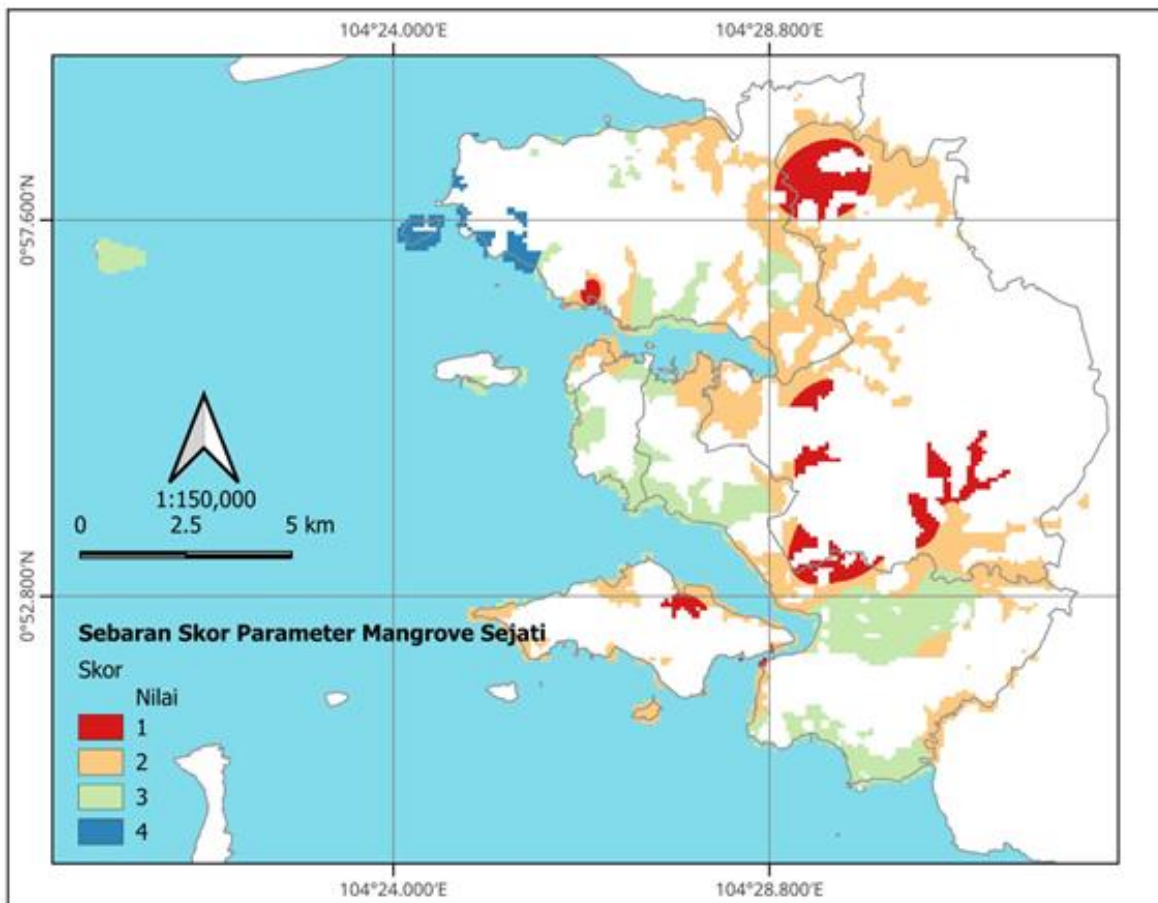 104°24.000′E 104°28.800′E
0°57.600′N
1:150,000
0 2.5 5 km
0°52.800′N
Sebaran Skor Parameter Mangrove Sejati
Skor
Nilai
1
2
3
4
104°24.000′E 104°28.800′E